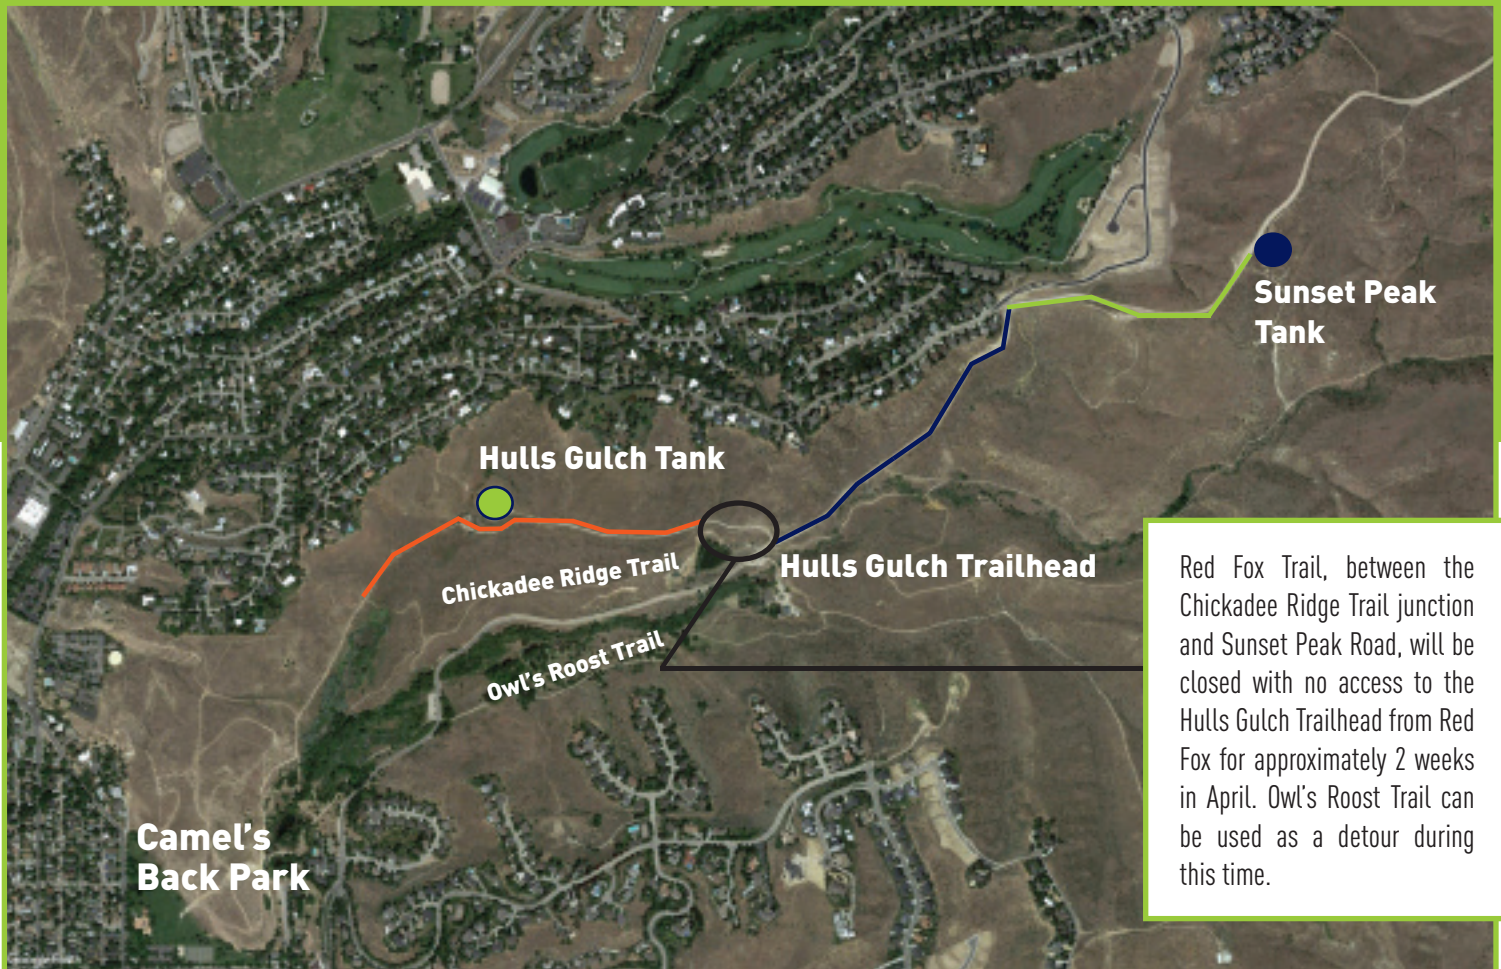 Sunset Peak
Tank
Hulls Gulch Tank
Hulls Gulch Trailhead
Chickadee Ridge Trail
Owl's Roost Trail
Camel's
Back Park
Red Fox Trail, between the
Chickadee Ridge Trail junction
and Sunset Peak Road, will be
closed with no access to the
Hulls Gulch Trailhead from Red
Fox for approximately 2 weeks
in April. Owl's Roost Trail can
be used as a detour during
this time.